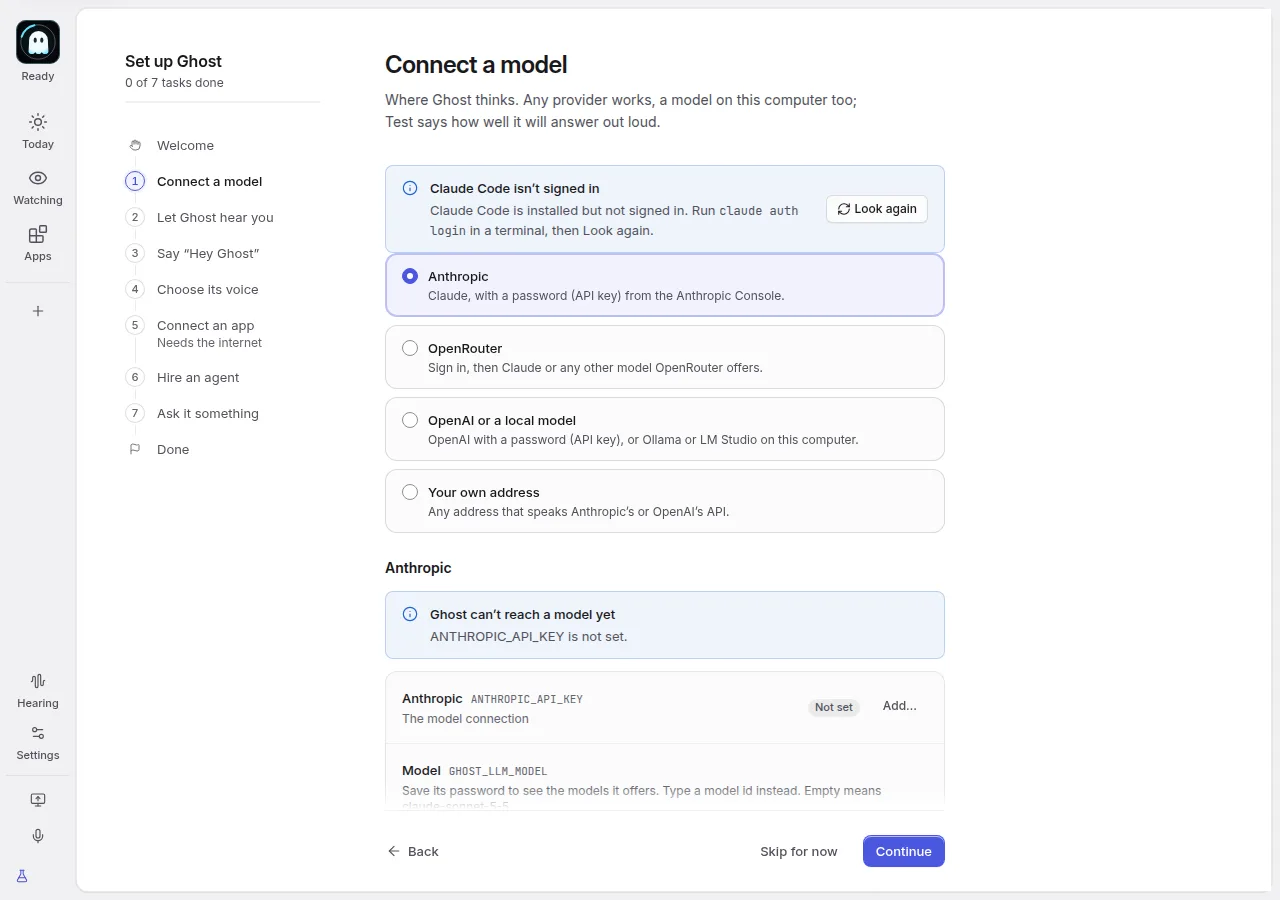 Ready
Today
Watching
Apps
Hearing
Settings
Set up Ghost
0 of 7 tasks done
Welcome
1 Connect a model
2 Let Ghost hear you
3 Say “Hey Ghost”
4 Choose its voice
5 Connect an app
Needs the internet
6 Hire an agent
7 Ask it something
Done
Connect a model
Where Ghost thinks. Any provider works, a model on this computer too;
Test says how well it will answer out loud.
Claude Code isn’t signed in
Claude Code is installed but not signed in. Run claude auth
login in a terminal, then Look again.
Look again
Anthropic
Claude, with a password (API key) from the Anthropic Console.
OpenRouter
Sign in, then Claude or any other model OpenRouter offers.
OpenAI or a local model
OpenAI with a password (API key), or Ollama or LM Studio on this computer.
Your own address
Any address that speaks Anthropic’s or OpenAI’s API.
Anthropic
Ghost can’t reach a model yet
ANTHROPIC_API_KEY is not set.
Anthropic ANTHROPIC_API_KEY
The model connection
Not set
Add...
Model GHOST_LLM_MODEL
Save its password to see the models it offers. Type a model id instead. Empty means
claude-sonnet-5-5
Back
Skip for now
Continue